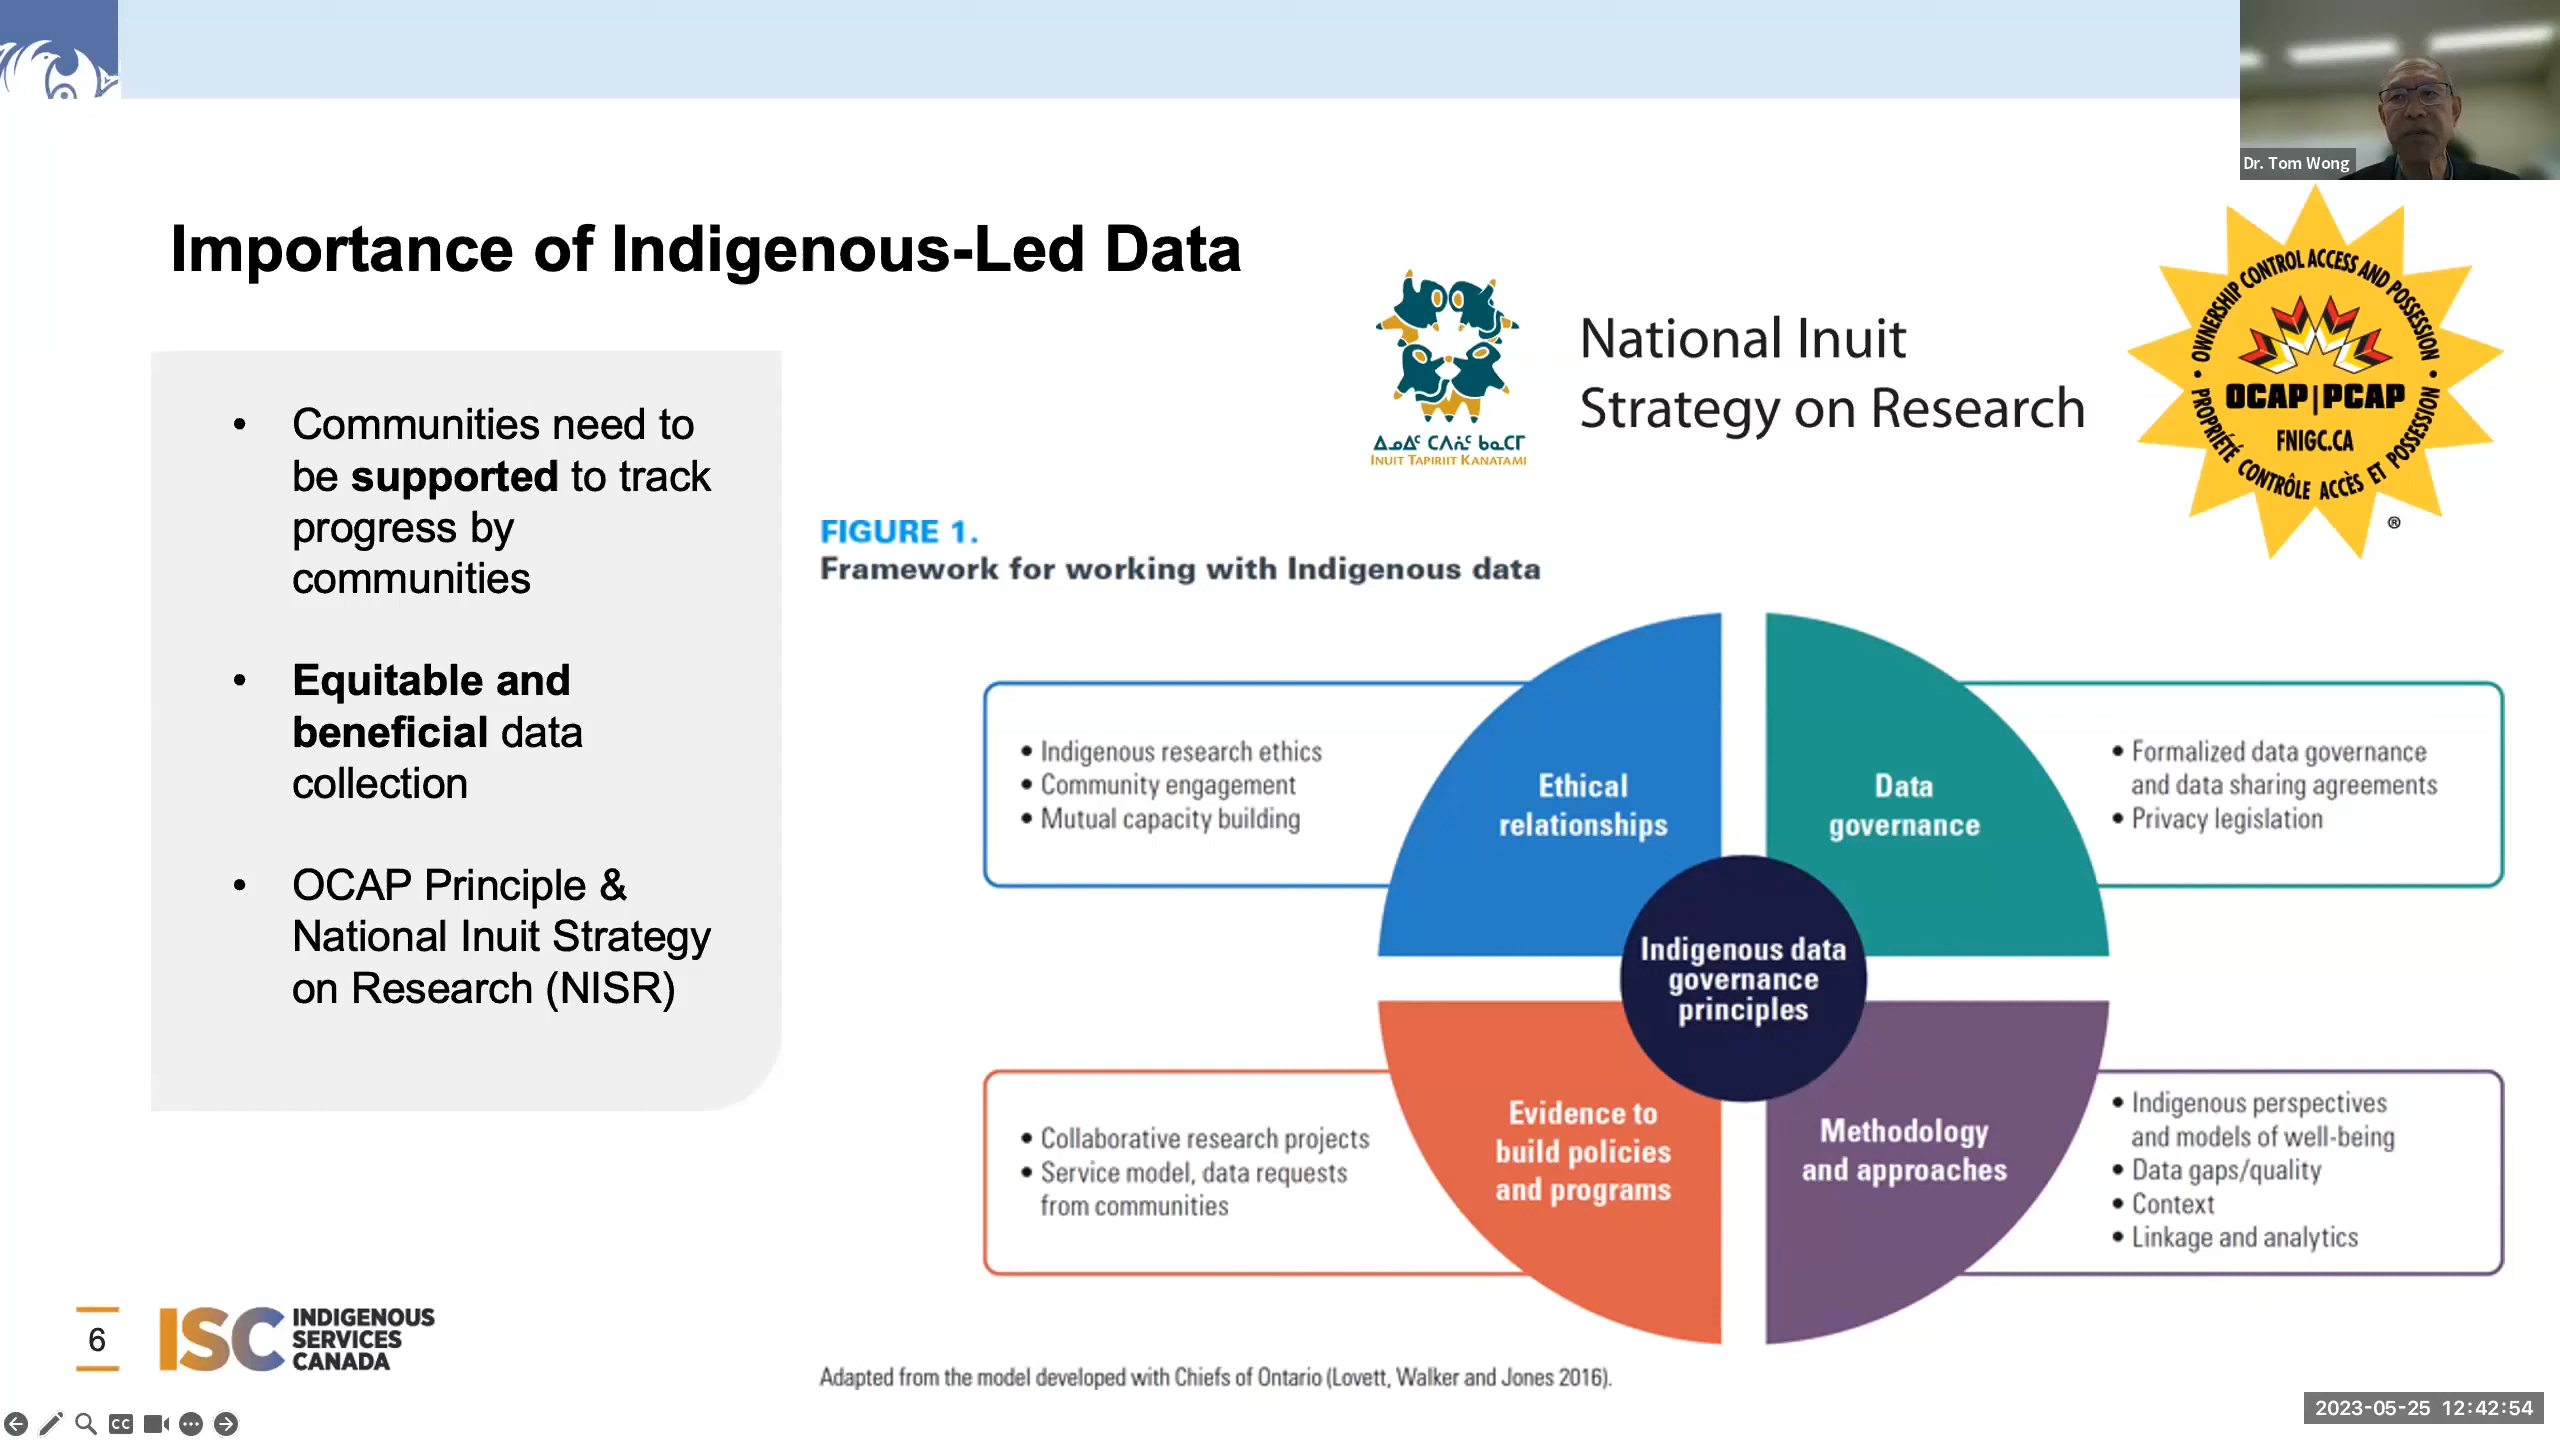 Dr. Tom Wong
Importance of Indigenous-Led Data
• Communities need to
be supported to track
progress by
communities
• Equitable and
beneficial data
collection
• OCAP Principle &
National Inuit Strategy
on Research (NISR)
ᐃᓄᐃᑦ ᑕᐱᕇᑦ ᑲᓇᑕᒥ
INUIT TAPIRIIT KANATAMI
National Inuit
Strategy on Research
• OWNERSHIP CONTROL ACCESS AND POSSESSION •
OCAP|PCAP
FNIGC.CA
PROPRIÉTÉ CONTRÔLE ACCÈS ET POSSESSION
®
FIGURE 1.
Framework for working with Indigenous data
• Indigenous research ethics
• Community engagement
• Mutual capacity building
Ethical
relationships
Data
governance
• Formalized data governance
and data sharing agreements
• Privacy legislation
Indigenous data
governance
principles
• Collaborative research projects
• Service model, data requests
from communities
Evidence to
build policies
and programs
Methodology
and approaches
• Indigenous perspectives
and models of well-being
• Data gaps/quality
• Context
• Linkage and analytics
Adapted from the model developed with Chiefs of Ontario (Lovett, Walker and Jones 2016).
6
ISC
INDIGENOUS
SERVICES
CANADA
CC
2023-05-25 12:42:54